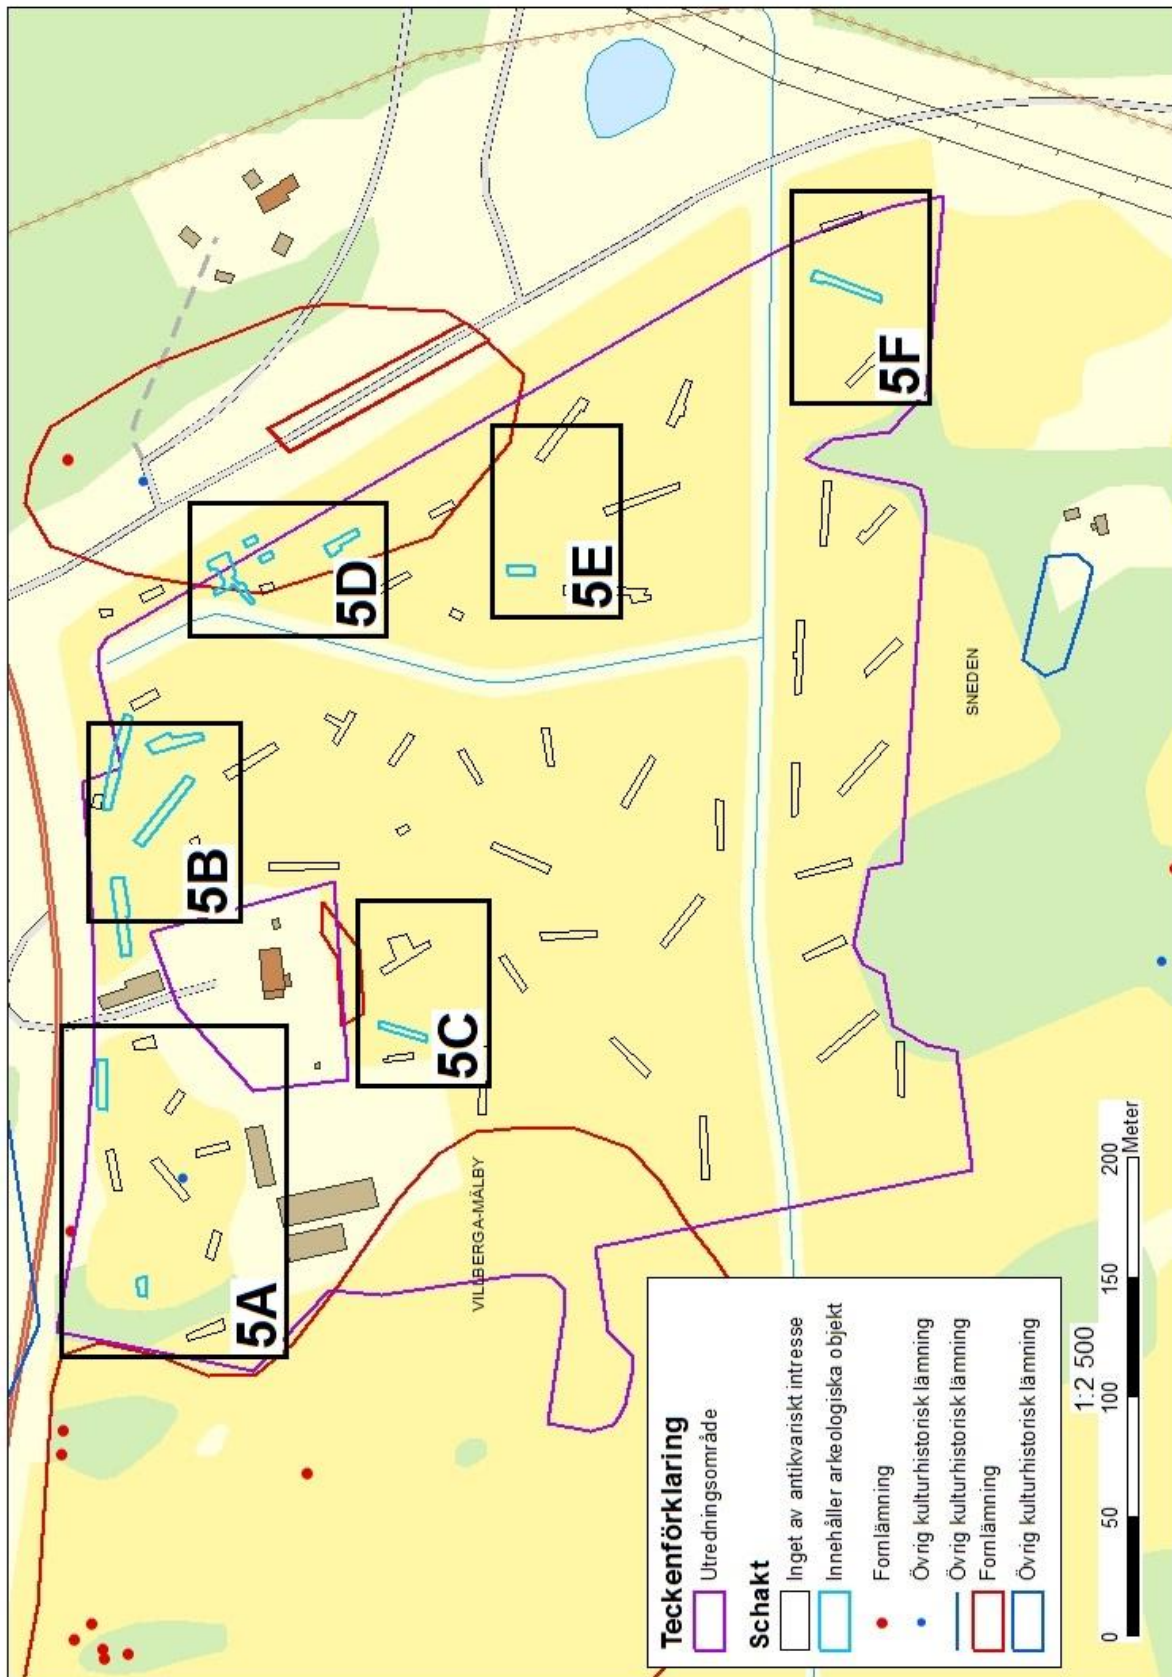 5A
5B
5C
5D
5E
5F
VILLBERGA-MÄLBY
SNEDEN
Teckenförklaring
Utredningsområde
Schakt
Inget av antikvariskt intresse
Innehåller arkeologiska objekt
Fornlämning
Övrig kulturhistorisk lämning
Övrig kulturhistorisk lämning
Fornlämning
Övrig kulturhistorisk lämning
1:2 500
0 50 100 150 200
Meter